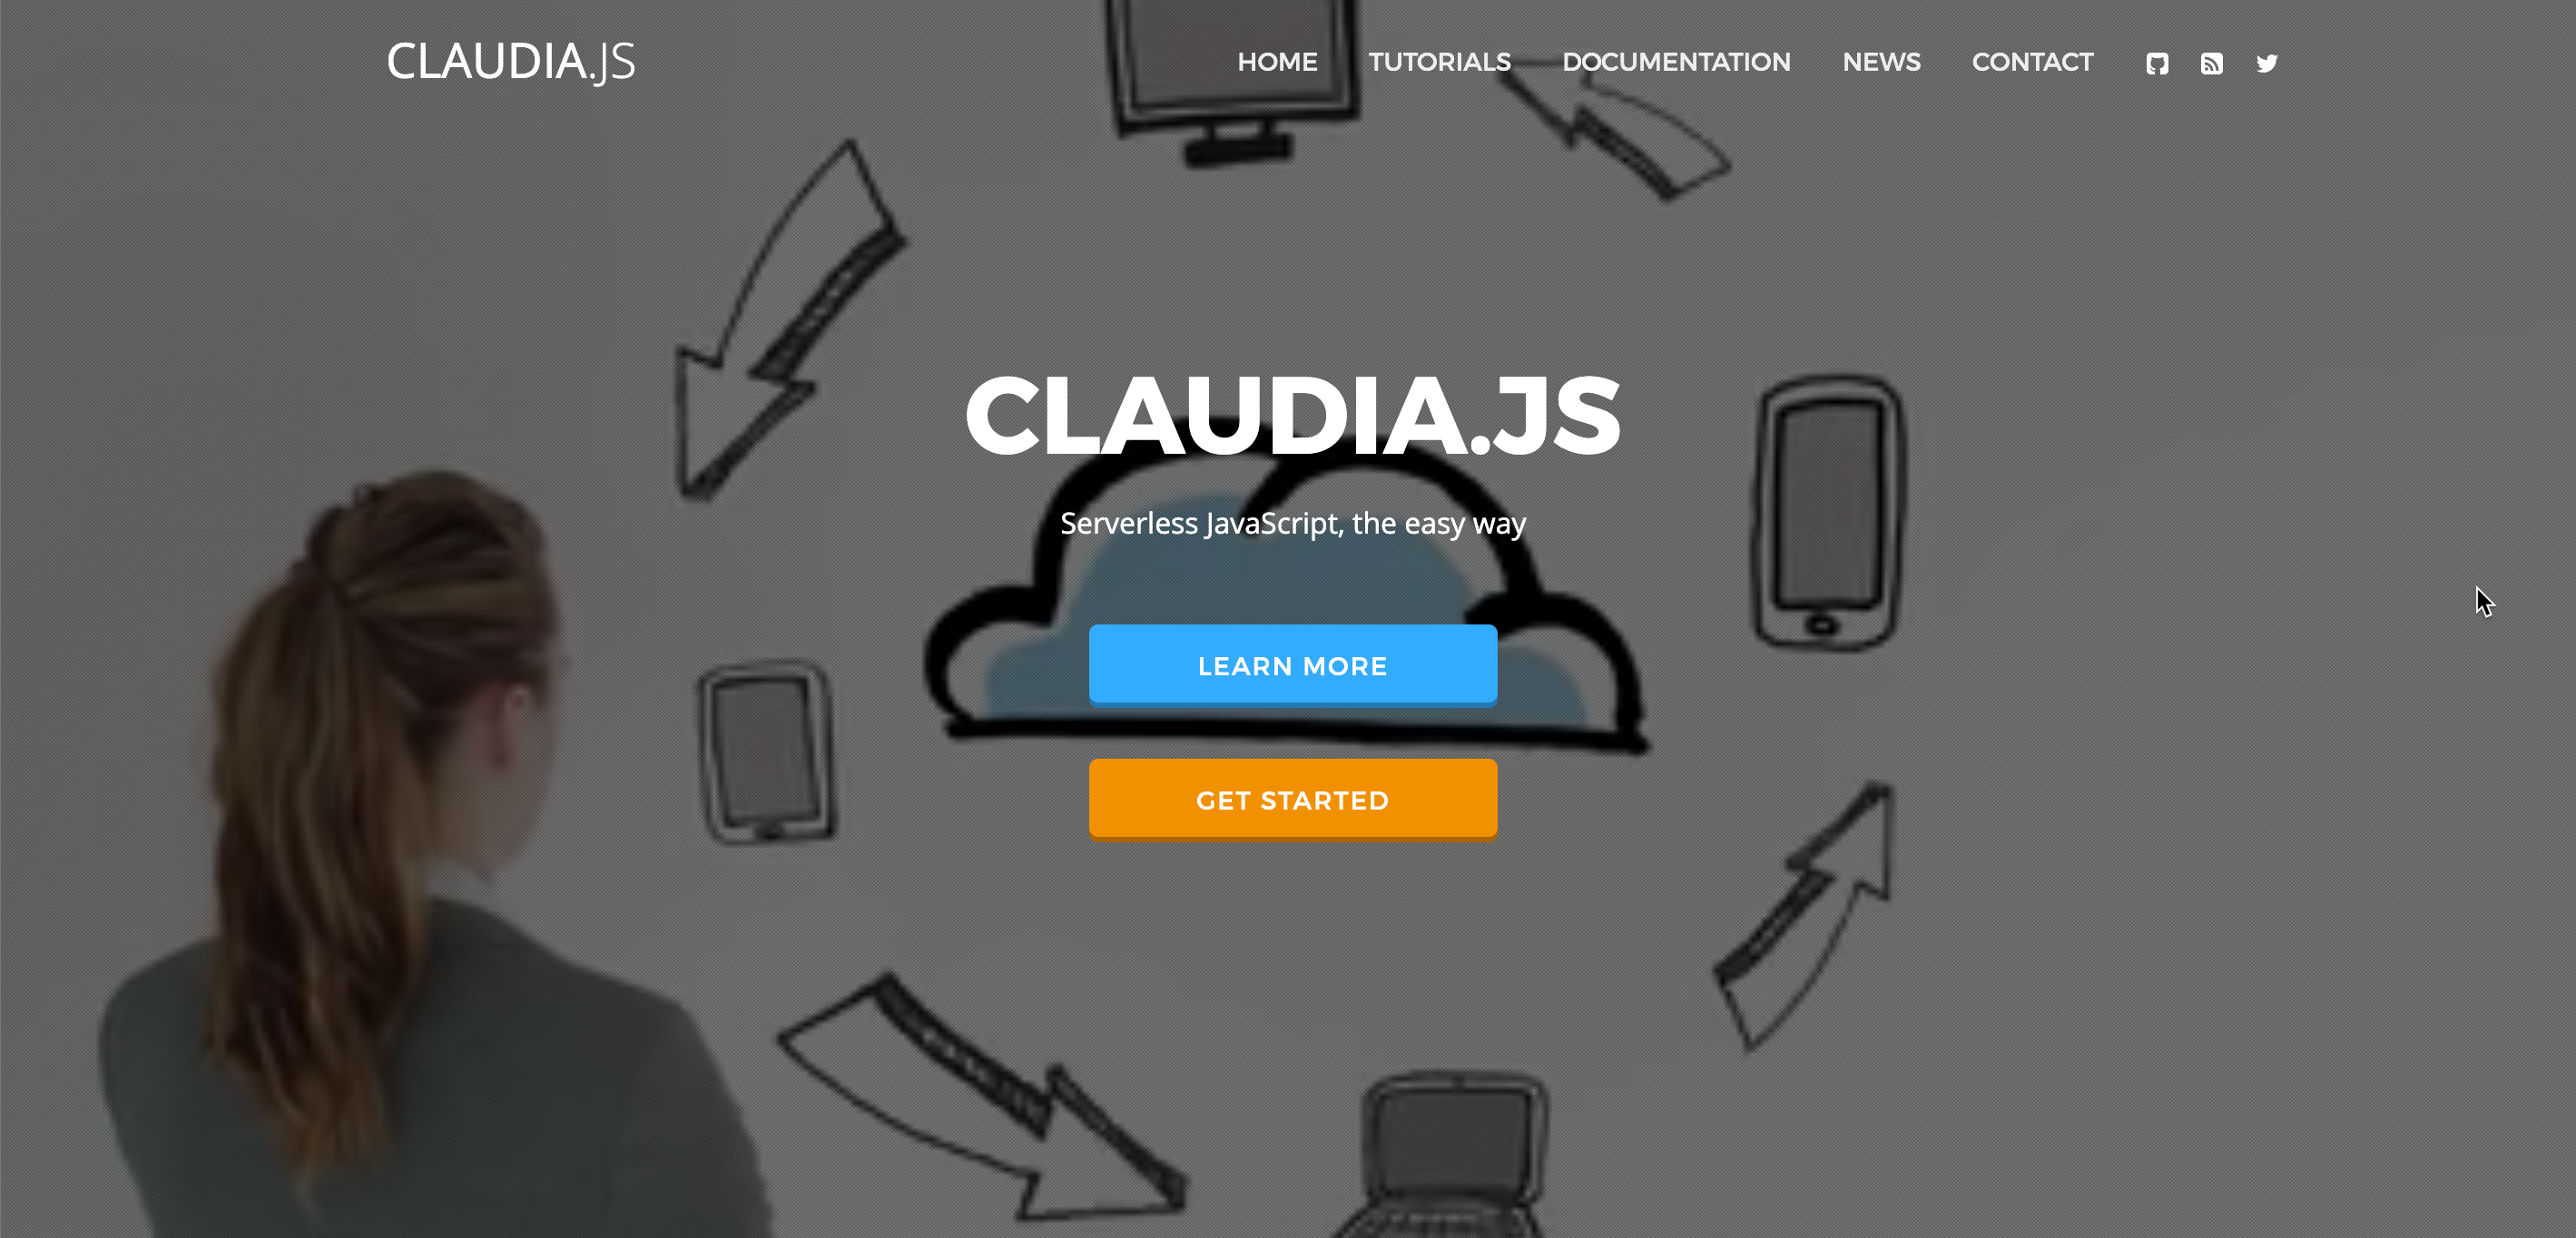 CLAUDIA.JS
HOME TUTORIALS DOCUMENTATION NEWS CONTACT
CLAUDIA.JS
Serverless JavaScript, the easy way
LEARN MORE
GET STARTED